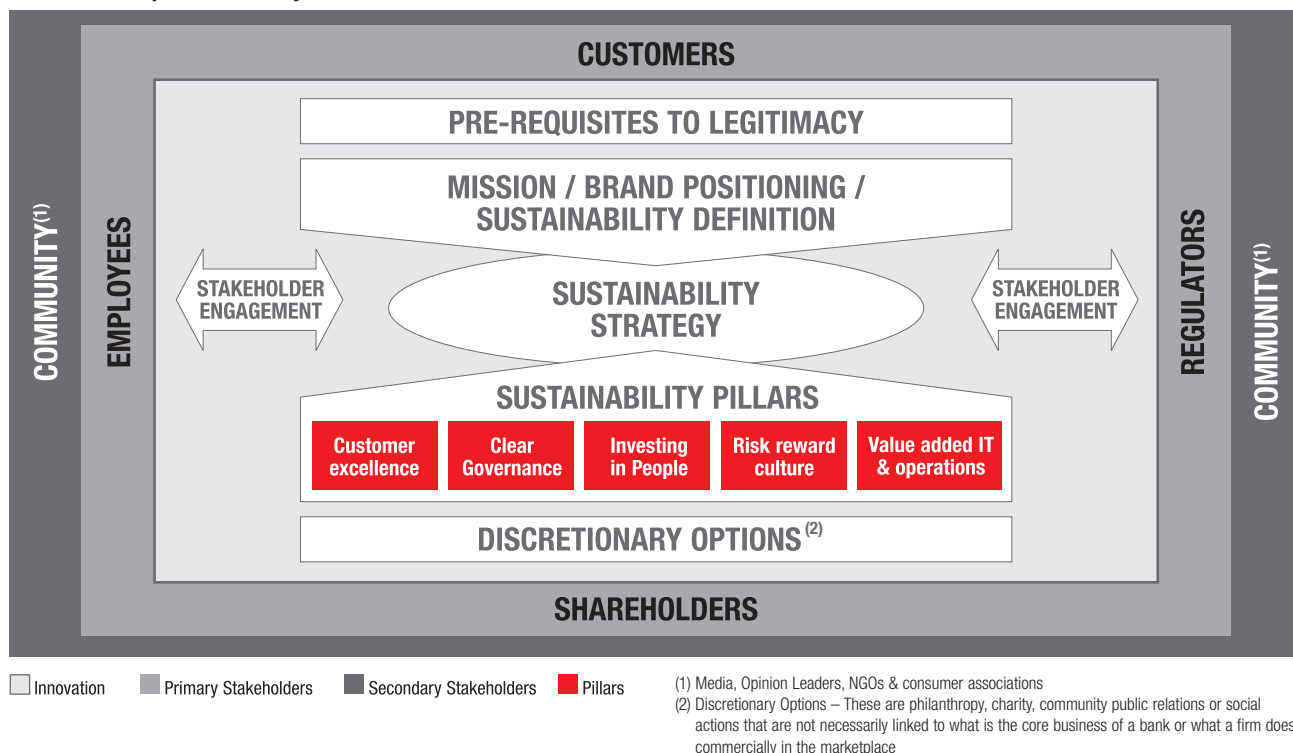 CUSTOMERS
PRE-REQUISITES TO LEGITIMACY
MISSION / BRAND POSITIONING /
SUSTAINABILITY DEFINITION
COMMUNITY(1)
EMPLOYEES
STAKEHOLDER
ENGAGEMENT
SUSTAINABILITY
STRATEGY
STAKEHOLDER
ENGAGEMENT
REGULATORS
COMMUNITY(1)
SUSTAINABILITY PILLARS
Customer
excellence
Clear
Governance
Investing
in People
Risk reward
culture
Value added IT
& operations
DISCRETIONARY OPTIONS(2)
SHAREHOLDERS
Innovation
Primary Stakeholders
Secondary Stakeholders
Pillars
(1) Media, Opinion Leaders, NGOs & consumer associations
(2) Discretionary Options – These are philanthropy, charity, community public relations or social
actions that are not necessarily linked to what is the core business of a bank or what a firm does
commercially in the marketplace